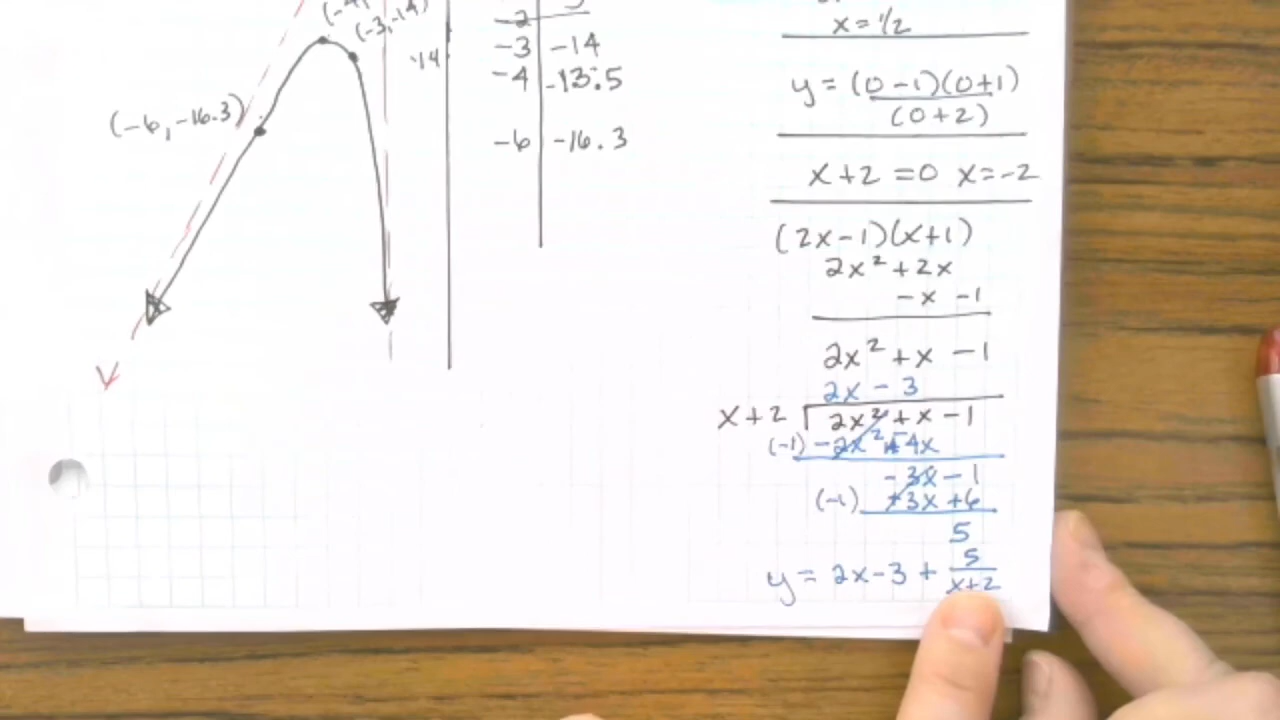 (-3,-14)
-14
(-6,-16.3)
-2
-3 -14
-4 -13.5
-6 -16.3
x=1/2
y = (0-1)(0+1)
(0+2)
x+2=0 x=-2
(2x-1)(x+1)
2x²+2x
-x -1
2x²+x-1
2x - 3
x+2 2x²+x-1
(-1) -2x²-4x
-3x-1
(-1) +3x+6
5
y = 2x-3 + 5
x+2